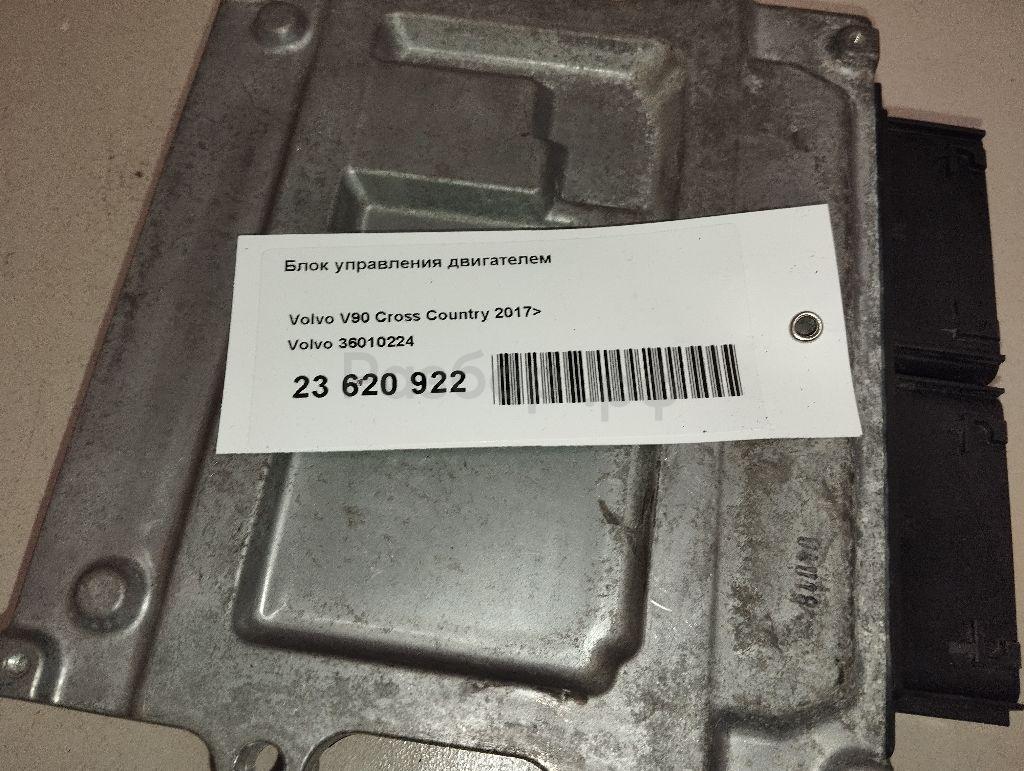 Блок управления двигателем
Volvo V90 Cross Country 2017>
Volvo 36010224
23 620 922